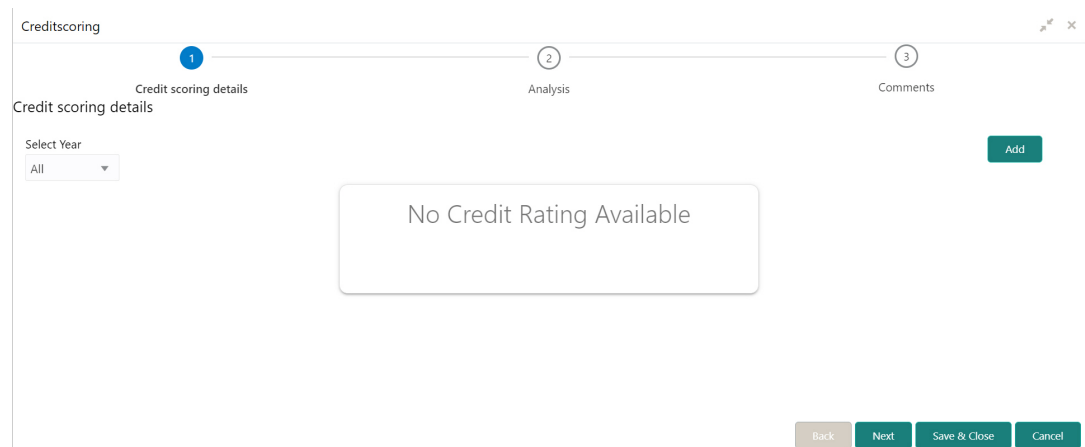 Creditscoring
1
2
3
Credit scoring details
Analysis
Comments
Credit scoring details
Select Year
Add
All
No Credit Rating Available
Back
Next
Save & Close
Cancel